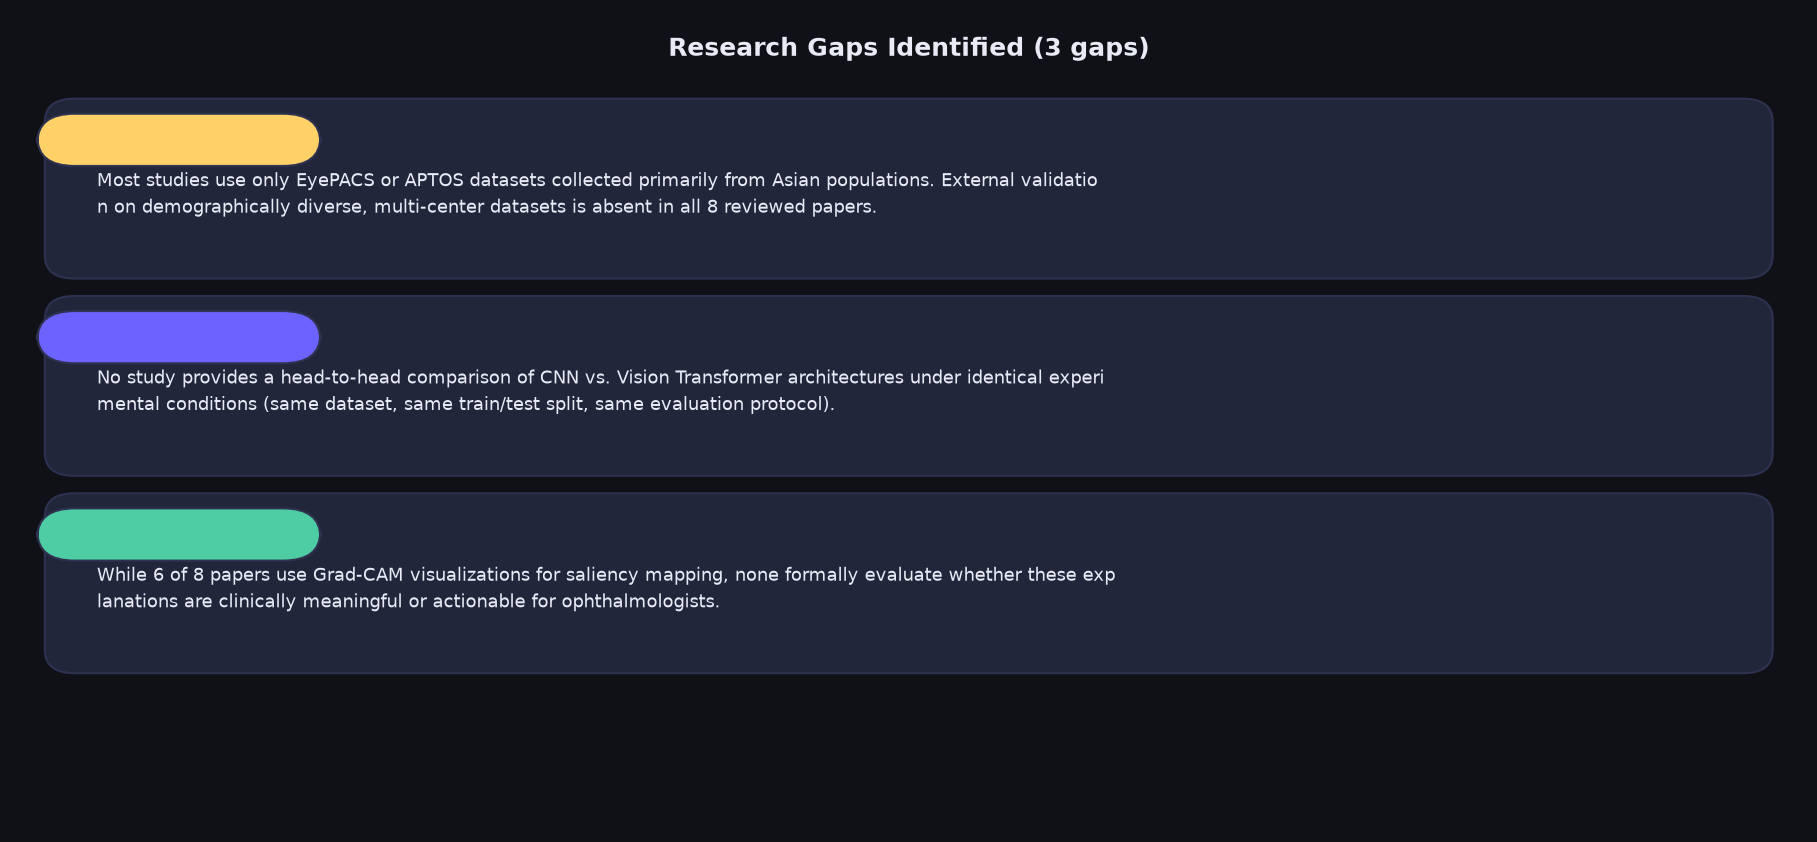 Research Gaps Identified (3 gaps)
Most studies use only EyePACS or APTOS datasets collected primarily from Asian populations. External validatio
n on demographically diverse, multi-center datasets is absent in all 8 reviewed papers.
No study provides a head-to-head comparison of CNN vs. Vision Transformer architectures under identical experi
mental conditions (same dataset, same train/test split, same evaluation protocol).
While 6 of 8 papers use Grad-CAM visualizations for saliency mapping, none formally evaluate whether these exp
lanations are clinically meaningful or actionable for ophthalmologists.